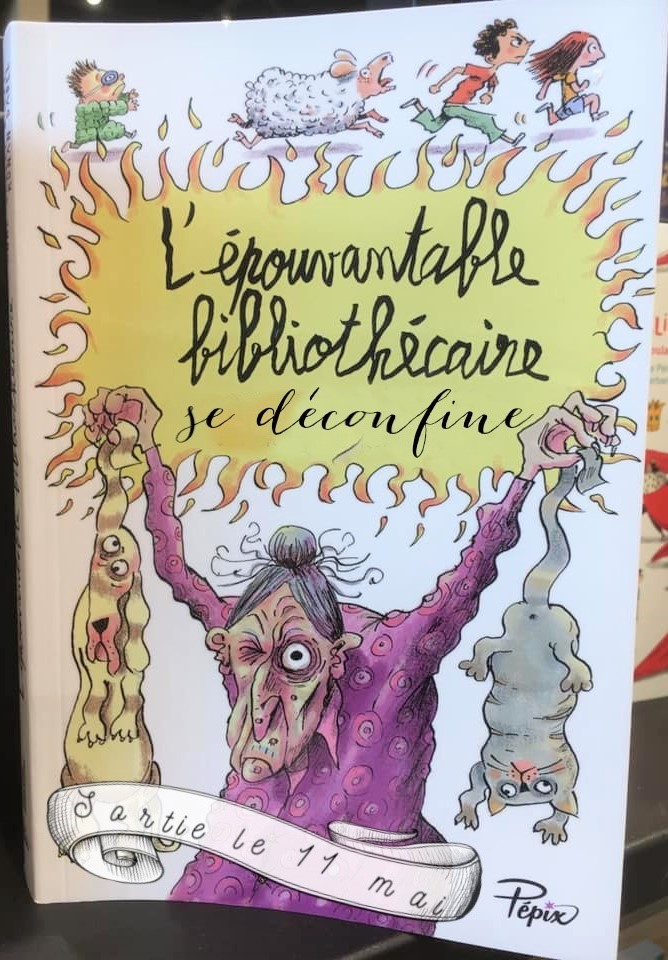 L'épouvantable
bibliothécaire
se déconfine
Sortie le 11 mai
Pépix